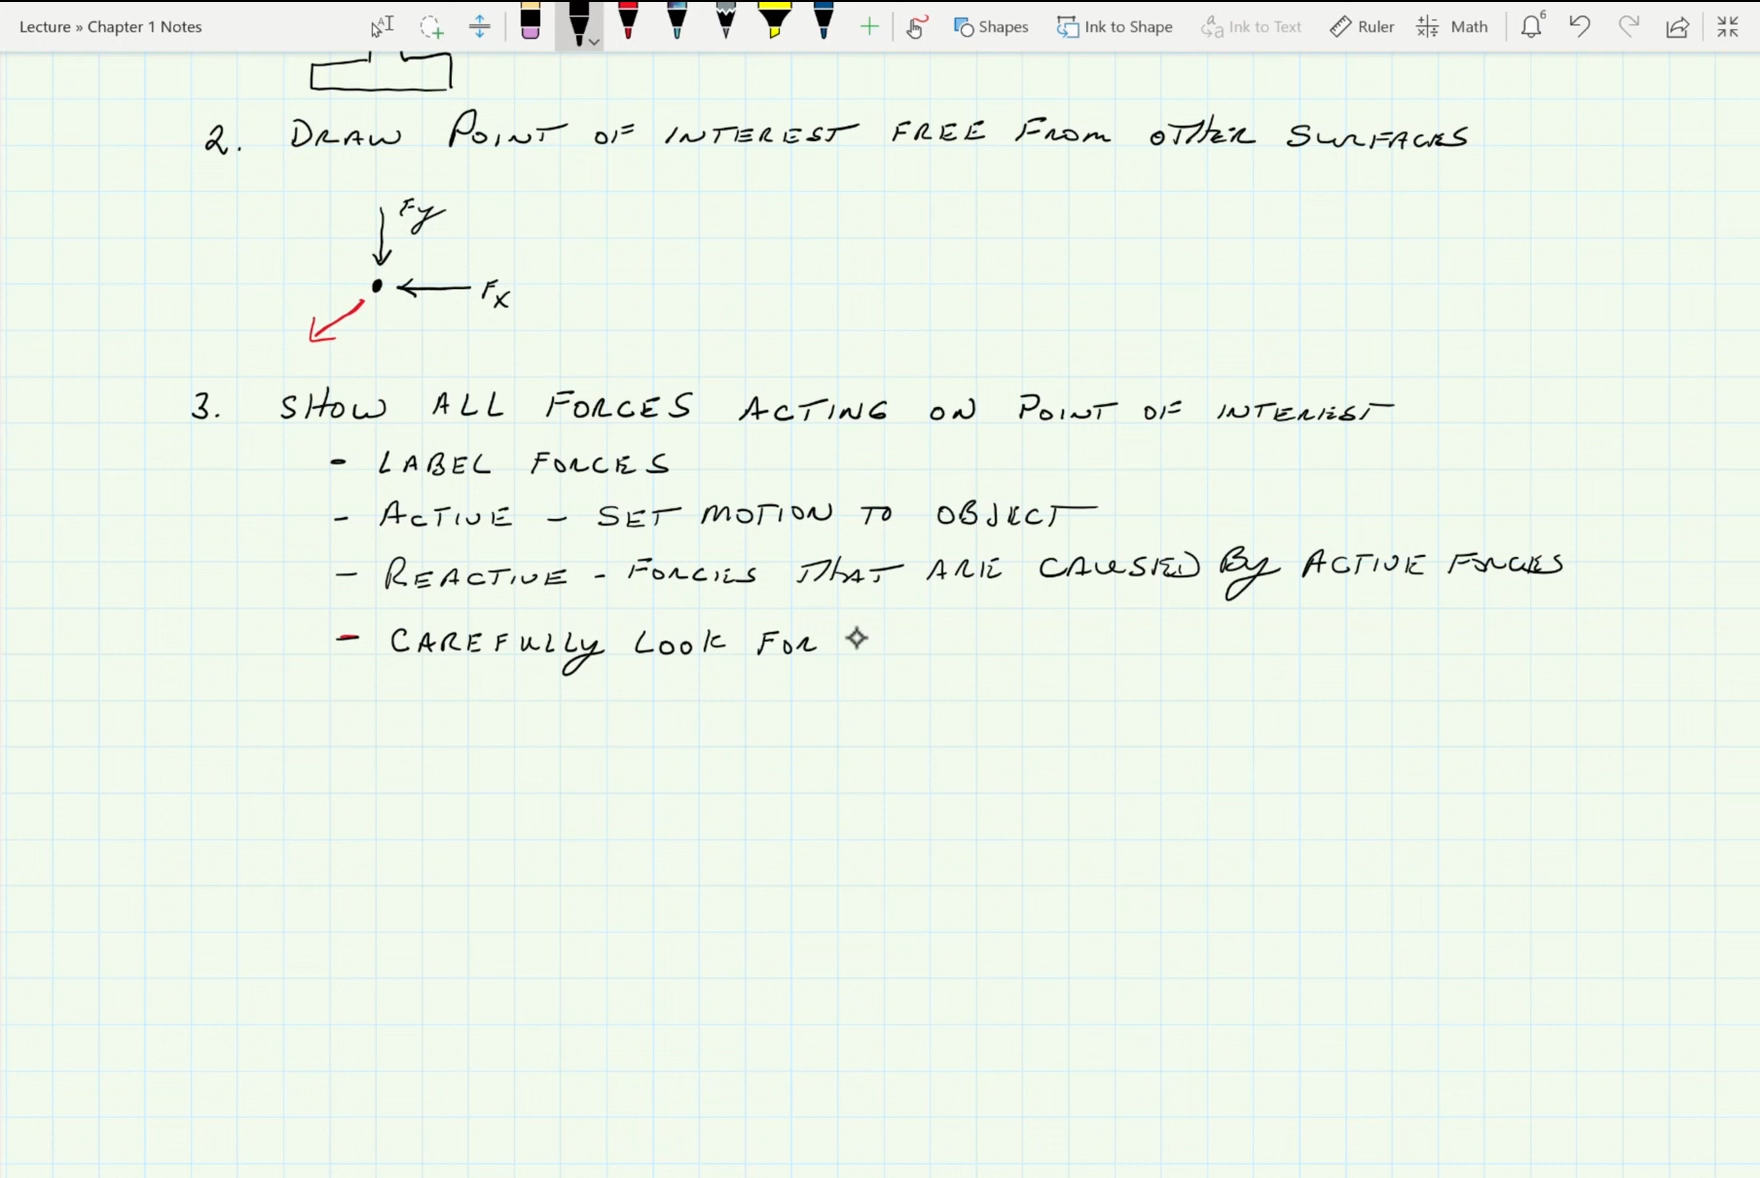 Lecture » Chapter 1 Notes
Shapes
Ink to Shape
Ink to Text
Ruler
Math
6
2. DRAW POINT OF INTEREST FREE FROM OTHER SURFACES
Fy
Fx
3. SHOW ALL FORCES ACTING ON POINT OF INTEREST
- LABEL FORCES
- ACTIVE - SET MOTION TO OBJECT
- REACTIVE - FORCES THAT ARE CAUSED By ACTIVE FORCES
- CAREFULLy LOOK FOR